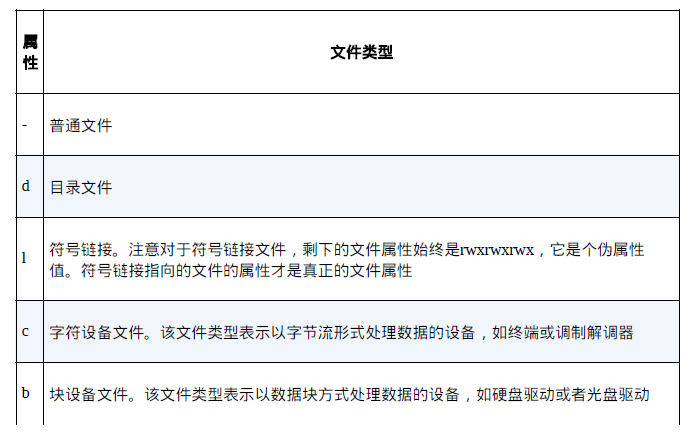 属性
文件类型
-
普通文件
d
目录文件
l
符号链接。注意对于符号链接文件，剩下的文件属性始终是rwxrwxrwx，它是个伪属性
值。符号链接指向的文件的属性才是真正的文件属性
c
字符设备文件。该文件类型表示以字节流形式处理数据的设备，如终端或调制解调器
b
块设备文件。该文件类型表示以数据块方式处理数据的设备，如硬盘驱动或者光盘驱动